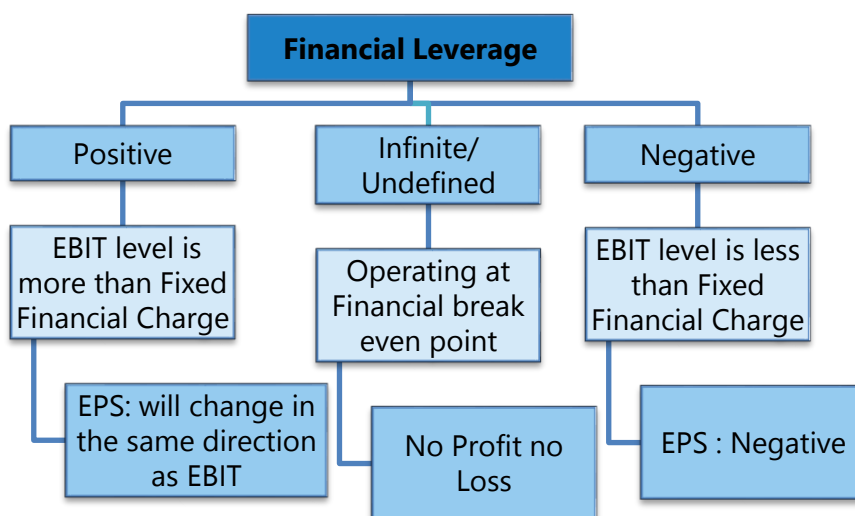 Financial Leverage
Positive
Infinite/
Undefined
Negative
EBIT level is
more than Fixed
Financial Charge
Operating at
Financial break
even point
EBIT level is less
than Fixed
Financial Charge
EPS: will change in
the same direction
as EBIT
No Profit no
Loss
EPS : Negative